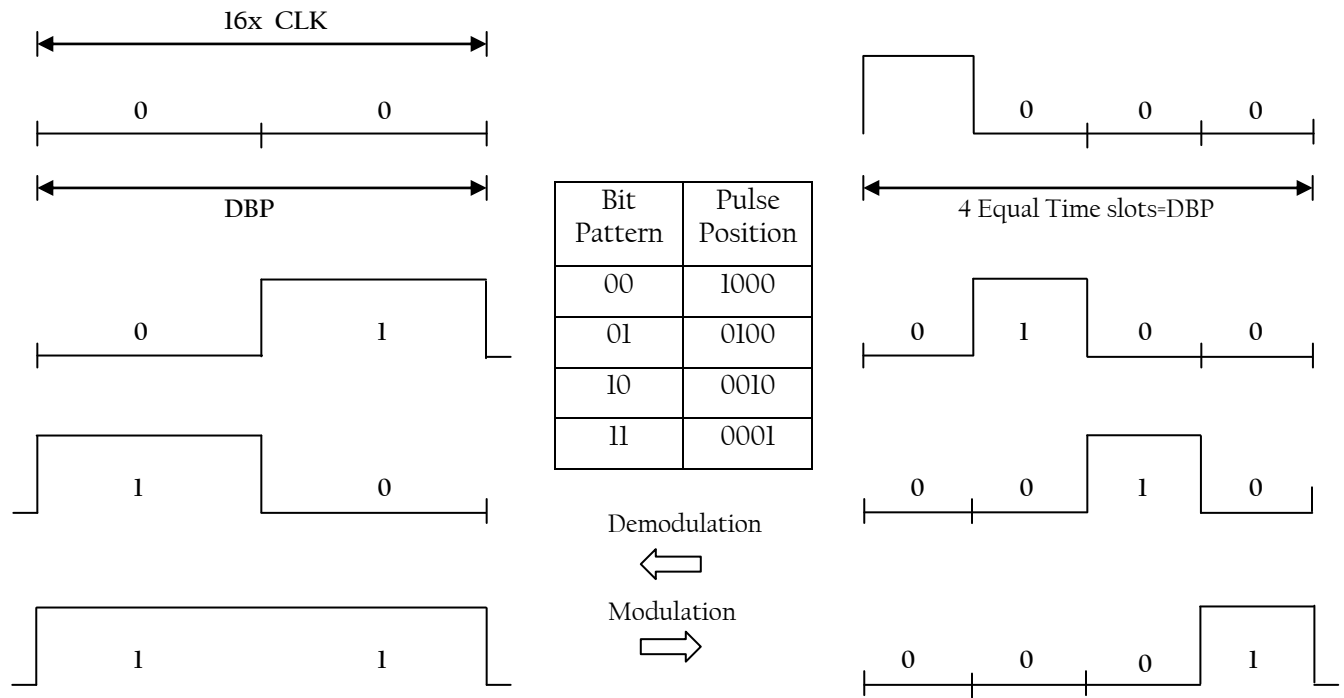 16x CLK
0 0
DBP
0 1
1 0
1 1
Bit Pattern Pulse Position
00 1000
01 0100
10 0010
11 0001
Demodulation
Modulation
0 0 0
4 Equal Time slots=DBP
0 1 0 0
0 0 1 0
0 0 0 1